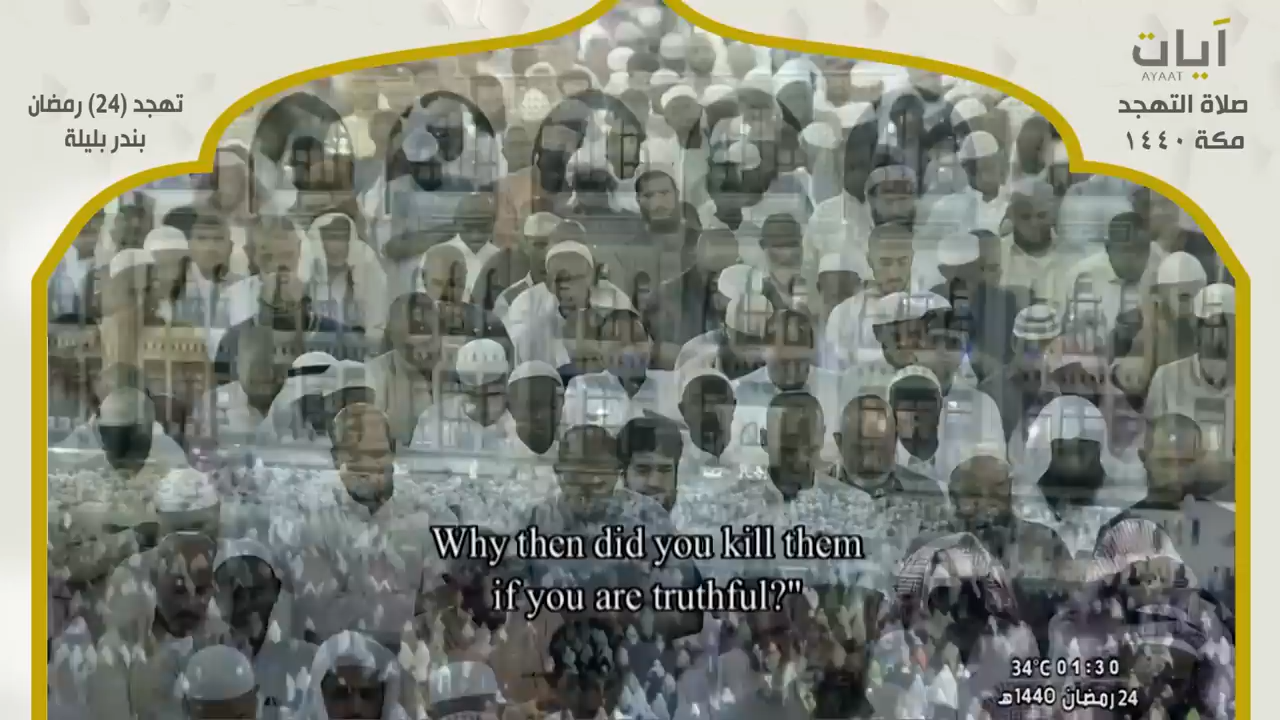 آيات
AYAAT
صلاة التهجد
مكة ١٤٤٠
تهجد (24) رمضان
بندر بليلة
Why then did you kill them
if you are truthful?"
34°C 01:30
24 رمضان 1440هـ